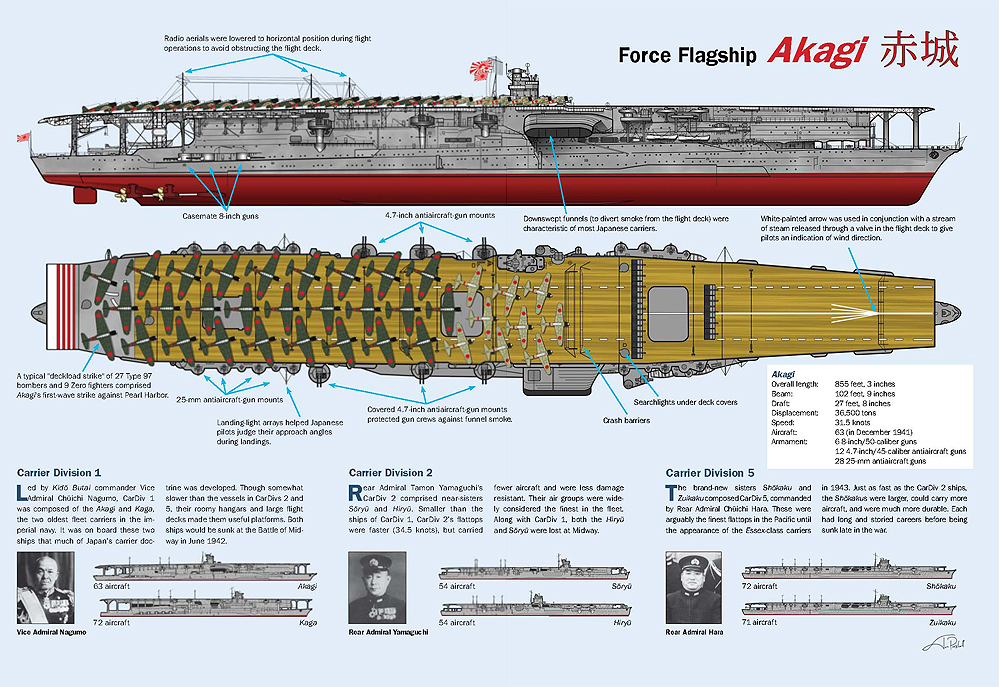 Radio aerials were lowered to horizontal position during flight
operations to avoid obstructing the flight deck.
Force Flagship Akagi 赤城
Casemate 8-inch guns
4.7-inch antiaircraft-gun mounts
Downswept funnels (to divert smoke from the flight deck) were
characteristic of most Japanese carriers.
White-painted arrow was used in conjunction with a stream
of steam released through a valve in the flight deck to give
pilots an indication of wind direction.
A typical "deckload strike" of 27 Type 97
bombers and 9 Zero fighters comprised
Akagi's first-wave strike against Pearl Harbor.
25-mm antiaircraft-gun mounts
Landing-light arrays helped Japanese
pilots judge their approach angles
during landings.
Covered 4.7-inch antiaircraft-gun mounts
protected gun crews against funnel smoke.
Crash barriers
Searchlights under deck covers
Akagi
Overall length: 855 feet, 3 inches
Beam: 102 feet, 9 inches
Draft: 27 feet, 8 inches
Displacement: 36,500 tons
Speed: 31.5 knots
Aircraft: 63 (in December 1941)
Armament: 6 8-inch/50-caliber guns
12 4.7-inch/45-caliber antiaircraft guns
28 25-mm antiaircraft guns
Carrier Division 1
Led by Kidō Butai commander Vice
Admiral Chūichi Nagumo, CarDiv 1
was composed of the Akagi and Kaga,
the two oldest fleet carriers in the im-
perial navy. It was on board these two
ships that much of Japan's carrier doc-
trine was developed. Though somewhat
slower than the vessels in CarDivs 2 and
5, their roomy hangars and large flight
decks made them useful platforms. Both
ships would be sunk at the Battle of Mid-
way in June 1942.
Vice Admiral Nagumo
63 aircraft Akagi
72 aircraft Kaga
Carrier Division 2
Rear Admiral Tamon Yamaguchi's
CarDiv 2 comprised near-sisters
Sōryū and Hiryū. Smaller than the
ships of CarDiv 1, CarDiv 2's flattops
were faster (34.5 knots), but carried
fewer aircraft and were less damage
resistant. Their air groups were wide-
ly considered the finest in the fleet.
Along with CarDiv 1, both the Hiryū
and Sōryū were lost at Midway.
Rear Admiral Yamaguchi
54 aircraft Sōryū
54 aircraft Hiryū
Carrier Division 5
The brand-new sisters Shōkaku and
Zuikaku composed CarDiv 5, commanded
by Rear Admiral Chūichi Hara. These were
arguably the finest flattops in the Pacific until
the appearance of the Essex-class carriers
in 1943. Just as fast as the CarDiv 2 ships,
the Shōkakus were larger, could carry more
aircraft, and were much more durable. Each
had long and storied careers before being
sunk late in the war.
Rear Admiral Hara
72 aircraft Shōkaku
71 aircraft Zuikaku